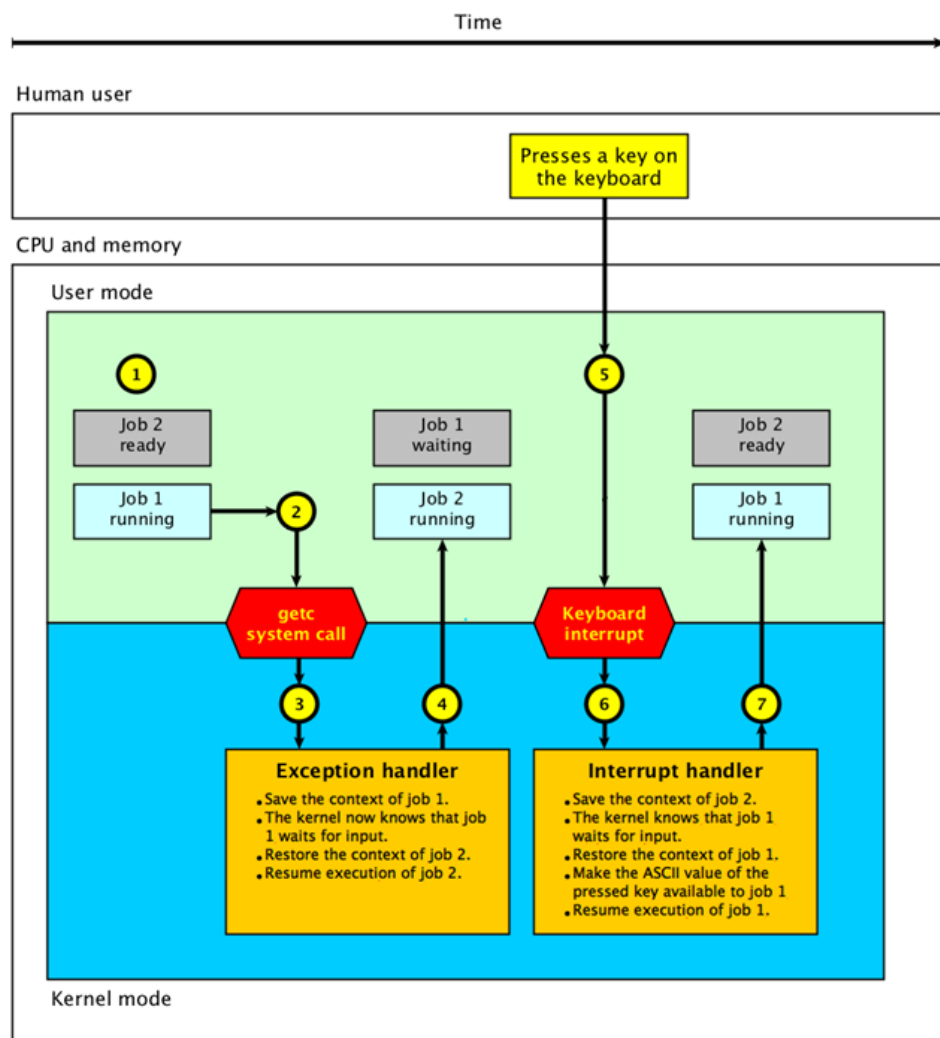 Time
Human user
Presses a key on
the keyboard
CPU and memory
User mode
1
5
Job 2
ready
Job 1
waiting
Job 2
ready
Job 1
running
2
Job 2
running
Job 1
running
getc
system call
Keyboard
interrupt
3
4
6
7
Exception handler
• Save the context of job 1.
• The kernel now knows that job
1 waits for input.
• Restore the context of job 2.
• Resume execution of job 2.
Interrupt handler
• Save the context of job 2.
• The kernel knows that job 1
waits for input.
• Restore the context of job 1.
• Make the ASCII value of the
pressed key available to job 1
• Resume execution of job 1.
Kernel mode